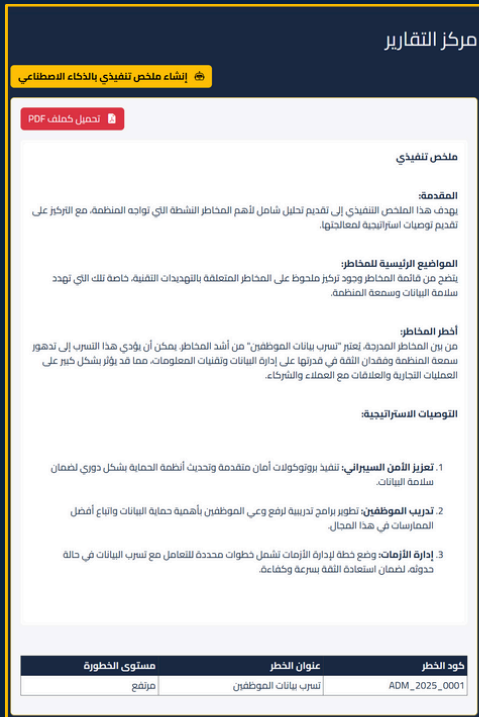 مركز التقارير
إنشاء ملخص تنفيذي بالذكاء الاصطناعي
تحميل كملف PDF
ملخص تنفيذي
المقدمة:
يهدف هذا الملخص التنفيذي إلى تقديم تحليل شامل لأهم المخاطر النشطة التي تواجه المنظمة، مع التركيز على
تقديم توصيات استراتيجية لمعالجتها.
المواضيع الرئيسية للمخاطر:
يتضح من قائمة المخاطر وجود تركيز ملحوظ على المخاطر المتعلقة بالتهديدات التقنية، خاصة تلك التي تهدد
سلامة البيانات وسمعة المنظمة.
أخطر المخاطر:
من بين المخاطر المدرجة، يُعتبر "تسرب بيانات الموظفين" من أشد المخاطر. يمكن أن يؤدي هذا التسرب إلى تدهور
سمعة المنظمة وفقدان الثقة في قدرتها على إدارة البيانات وتقنيات المعلومات، مما قد يؤثر بشكل كبير على
العمليات التجارية والعلاقات مع العملاء والشركاء.
التوصيات الاستراتيجية:
1. تعزيز الأمن السيبراني: تنفيذ بروتوكولات أمان متقدمة وتحديث أنظمة الحماية بشكل دوري لضمان
سلامة البيانات.
2. تدريب الموظفين: تطوير برامج تدريبية لرفع وعي الموظفين بأهمية حماية البيانات واتباع أفضل
الممارسات في هذا المجال.
3. إدارة الأزمات: وضع خطة لإدارة الأزمات تشمل خطوات محددة للتعامل مع تسرب البيانات في حالة
حدوثه، لضمان استعادة الثقة بسرعة وكفاءة.
كود الخطر عنوان الخطر مستوى الخطورة
ADM_2025_0001 تسرب بيانات الموظفين مرتفع